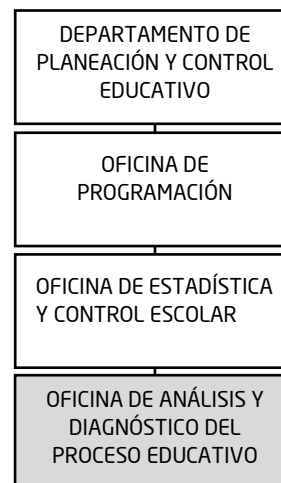 DEPARTAMENTO DE
PLANEACIÓN Y CONTROL
EDUCATIVO
OFICINA DE
PROGRAMACIÓN
OFICINA DE ESTADÍSTICA
Y CONTROL ESCOLAR
OFICINA DE ANÁLISIS Y
DIAGNÓSTICO DEL
PROCESO EDUCATIVO